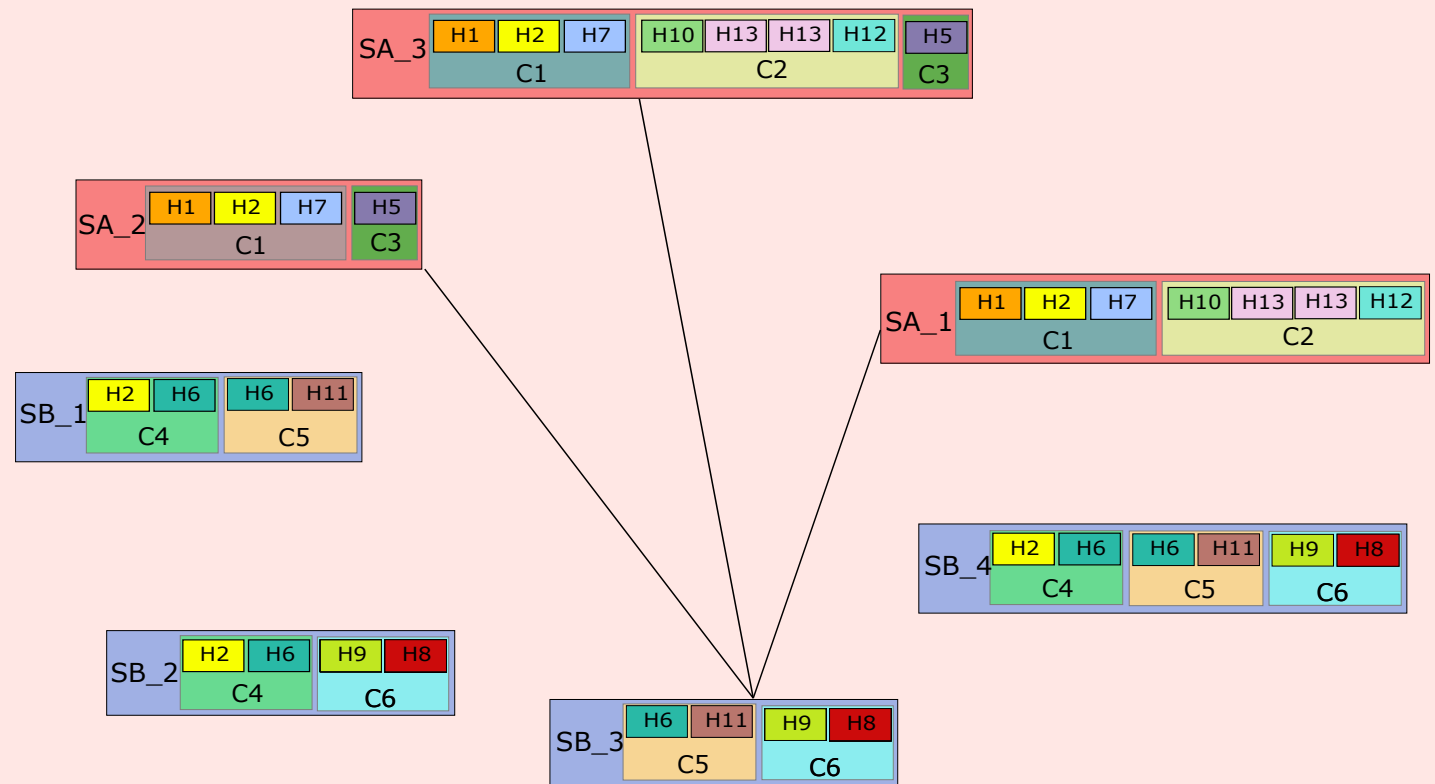 SA_3 H1 H2 H7 H10 H13 H13 H12 H5
C1 C2 C3
SA_2 H1 H2 H7 H5
C1 C3
SA_1 H1 H2 H7 H10 H13 H13 H12
C1 C2
SB_1 H2 H6 H6 H11
C4 C5
SB_4 H2 H6 H6 H11 H9 H8
C4 C5 C6
SB_2 H2 H6 H9 H8
C4 C6
SB_3 H6 H11 H9 H8
C5 C6